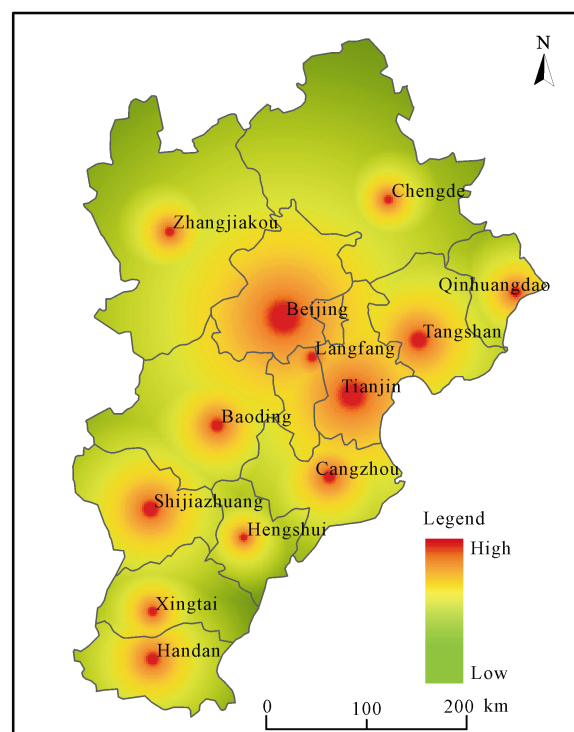 N
Chengde
Zhangjiakou
Qinhuangdao
Beijing
Tangshan
Langfang
Tianjin
Baoding
Cangzhou
Shijiazhuang
Hengshui
Xingtai
Handan
Legend
High
Low
0 100 200 km